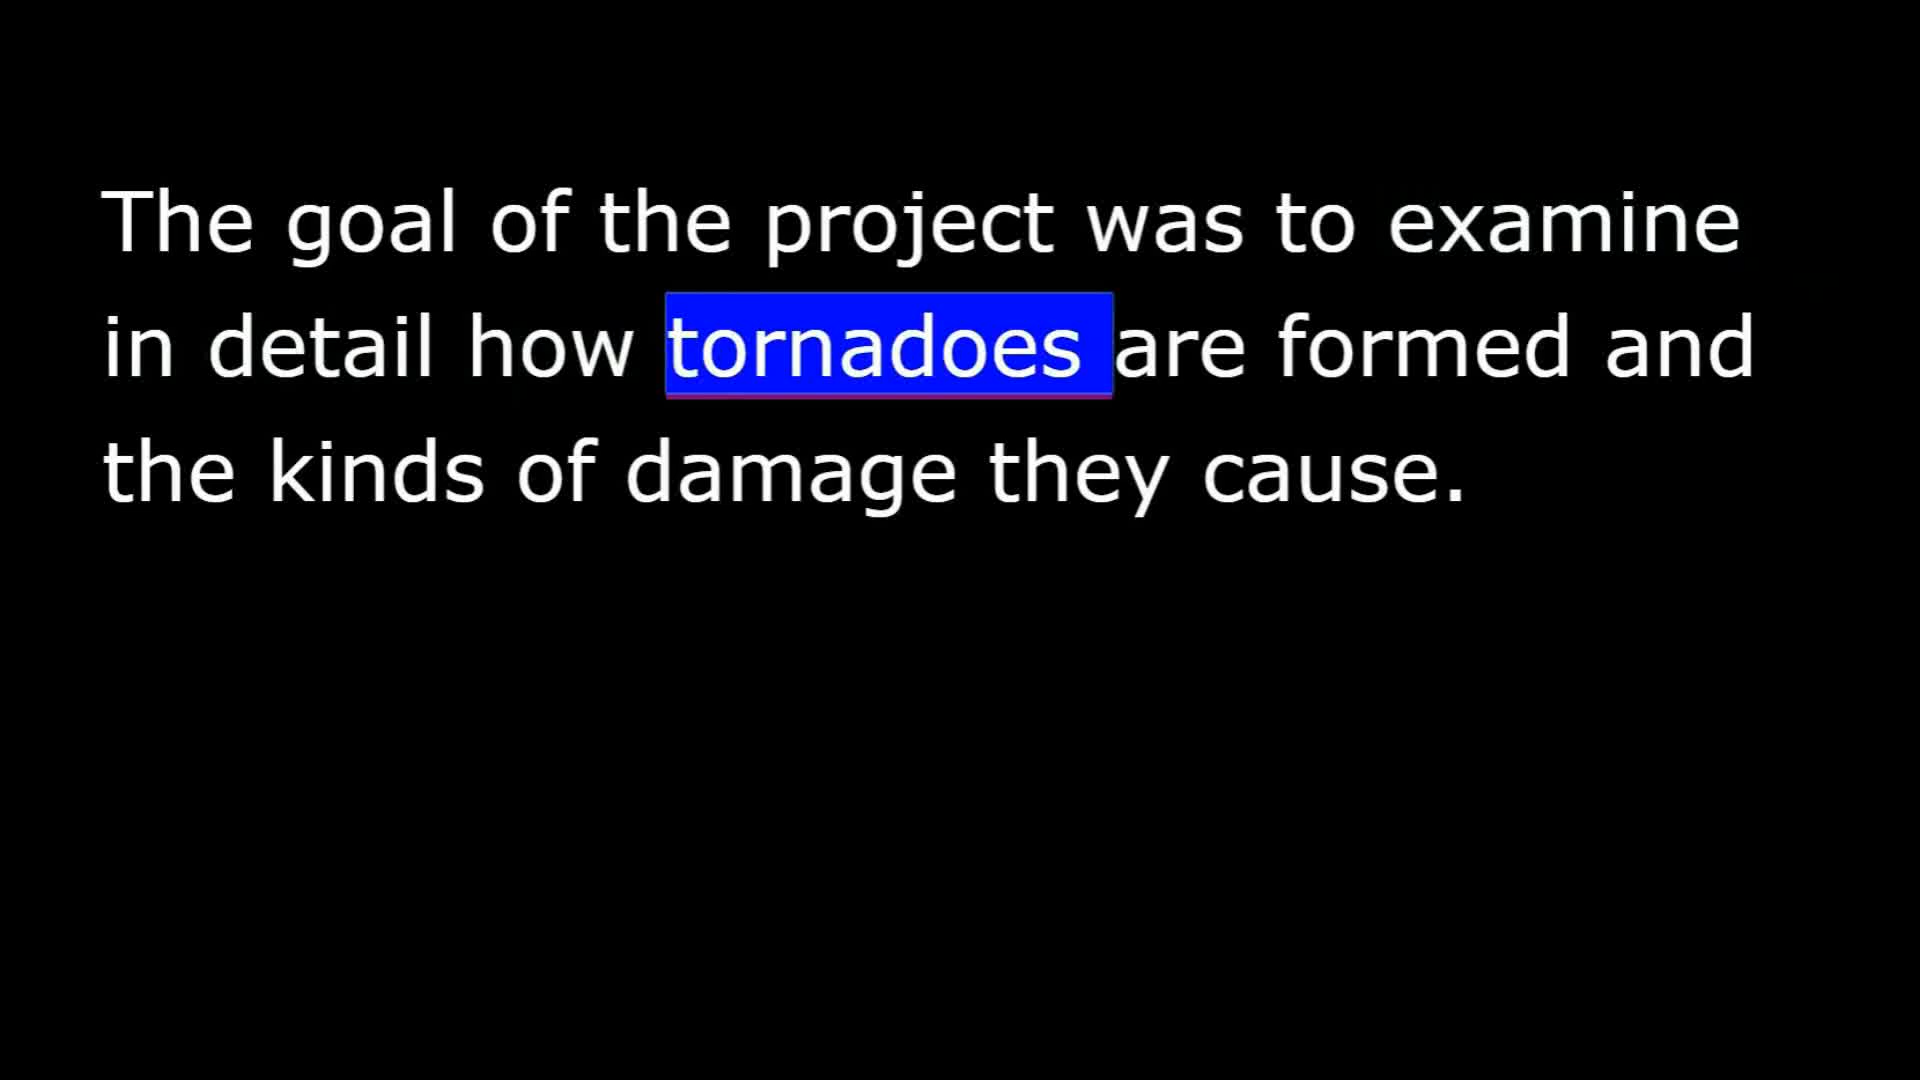 The goal of the project was to examine
in detail how tornadoes are formed and
the kinds of damage they cause.